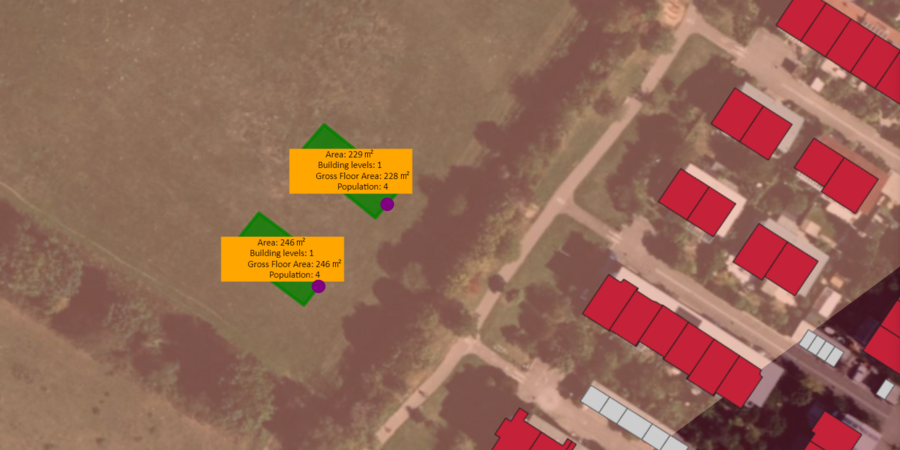 Area: 229 m²
Building levels: 1
Gross Floor Area: 228 m²
Population: 4
Area: 246 m²
Building levels: 1
Gross Floor Area: 246 m²
Population: 4